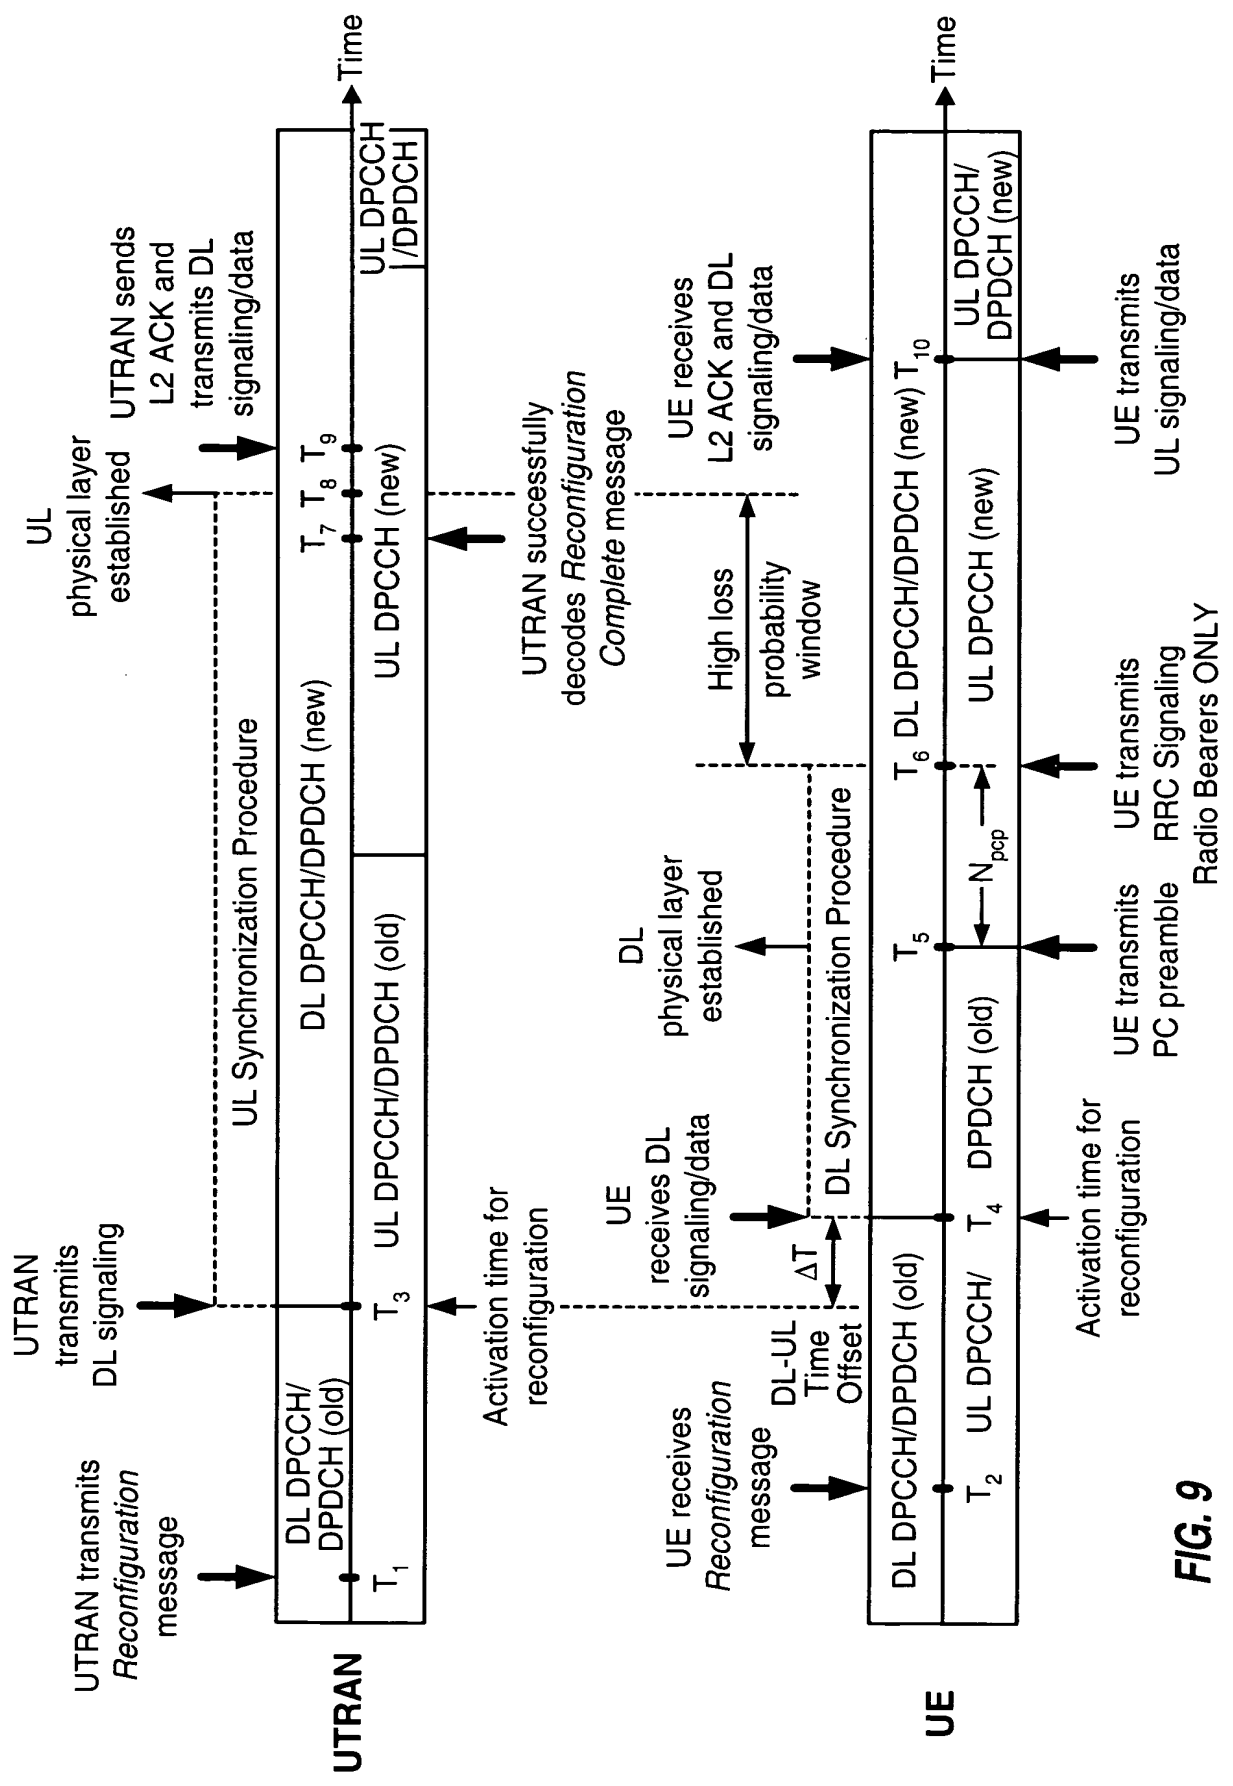 UTRAN transmits
Reconfiguration
message
UTRAN
transmits
DL signaling
UL
physical layer
established
UTRAN sends
L2 ACK and
transmits DL
signaling/data
UL Synchronization Procedure
UTRAN
DL DPCCH/
DPDCH (old)
DL DPCCH/DPDCH (new)
T7
T8
T9
Time
T1
T3
UL DPCCH/DPDCH (old)
UL DPCCH (new)
UL DPCCH
/DPDCH
Activation time for
reconfiguration
UTRAN successfully
decodes Reconfiguration
Complete message
UE receives
Reconfiguration
message
DL-UL
Time
Offset
ΔT
UE
receives DL
signaling/data
DL
physical layer
established
High loss
probability
window
UE receives
L2 ACK and DL
signaling/data
DL Synchronization Procedure
UE
DL DPCCH/DPDCH (old)
T5
T6
DL DPCCH/DPDCH (new)
T10
Time
T2
UL DPCCH/
T4
DPDCH (old)
Npcp
UL DPCCH (new)
UL DPCCH/
DPDCH (new)
Activation time for
reconfiguration
UE transmits
PC preamble
UE transmits
RRC Signaling
Radio Bearers ONLY
UE transmits
UL signaling/data
FIG. 9